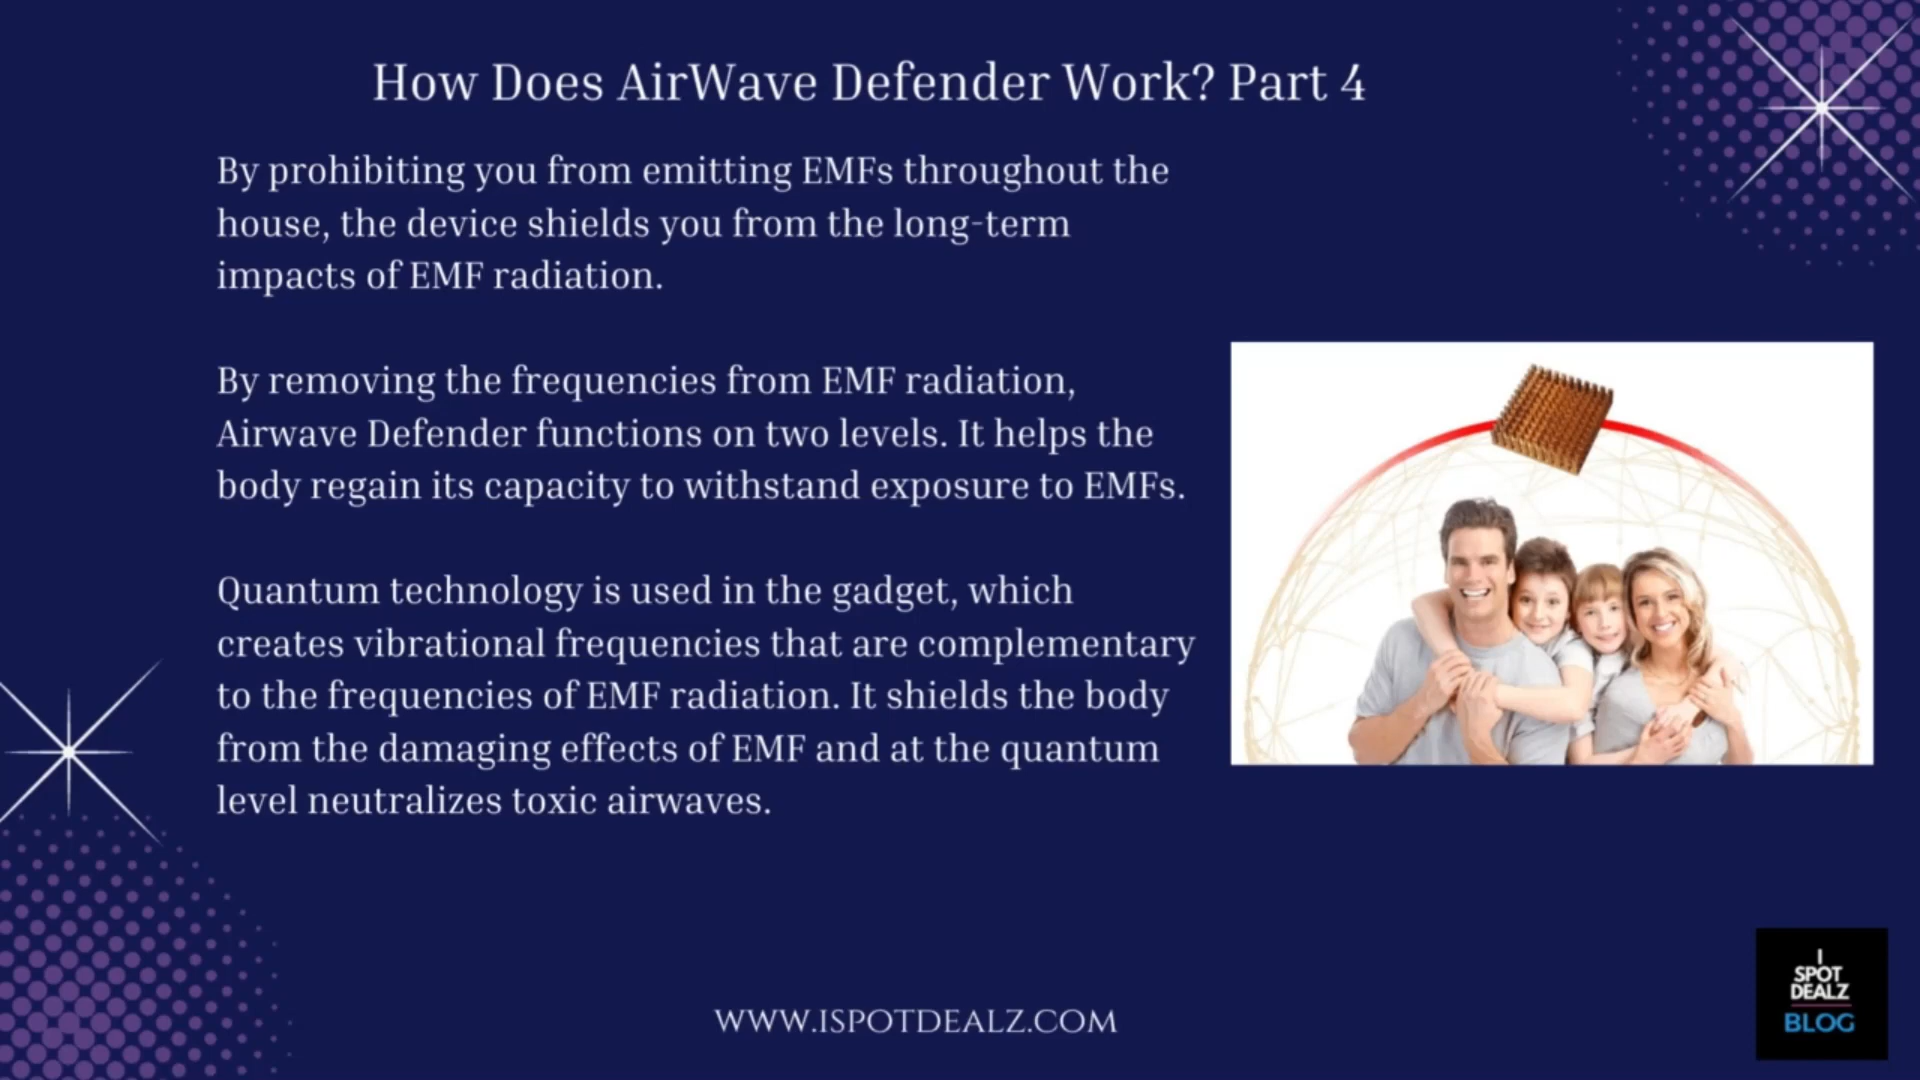 How Does AirWave Defender Work? Part 4
By prohibiting you from emitting EMFs throughout the
house, the device shields you from the long-term
impacts of EMF radiation.
By removing the frequencies from EMF radiation,
Airwave Defender functions on two levels. It helps the
body regain its capacity to withstand exposure to EMFs.
Quantum technology is used in the gadget, which
creates vibrational frequencies that are complementary
to the frequencies of EMF radiation. It shields the body
from the damaging effects of EMF and at the quantum
level neutralizes toxic airwaves.
I
SPOT
DEALZ
BLOG
WWW.ISPOTDEALZ.COM